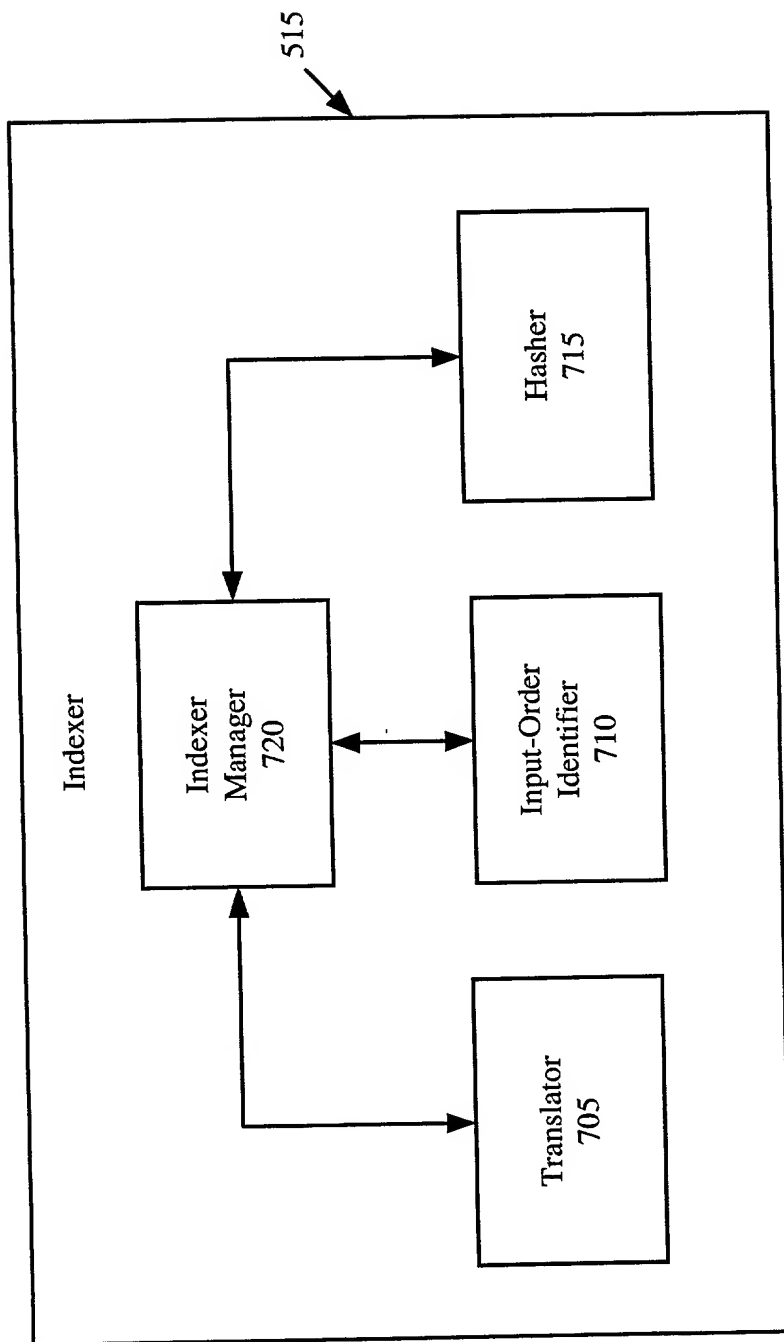 Indexer
515
Indexer
Manager
720
Translator
705
Input-Order
Identifier
710
Hasher
715